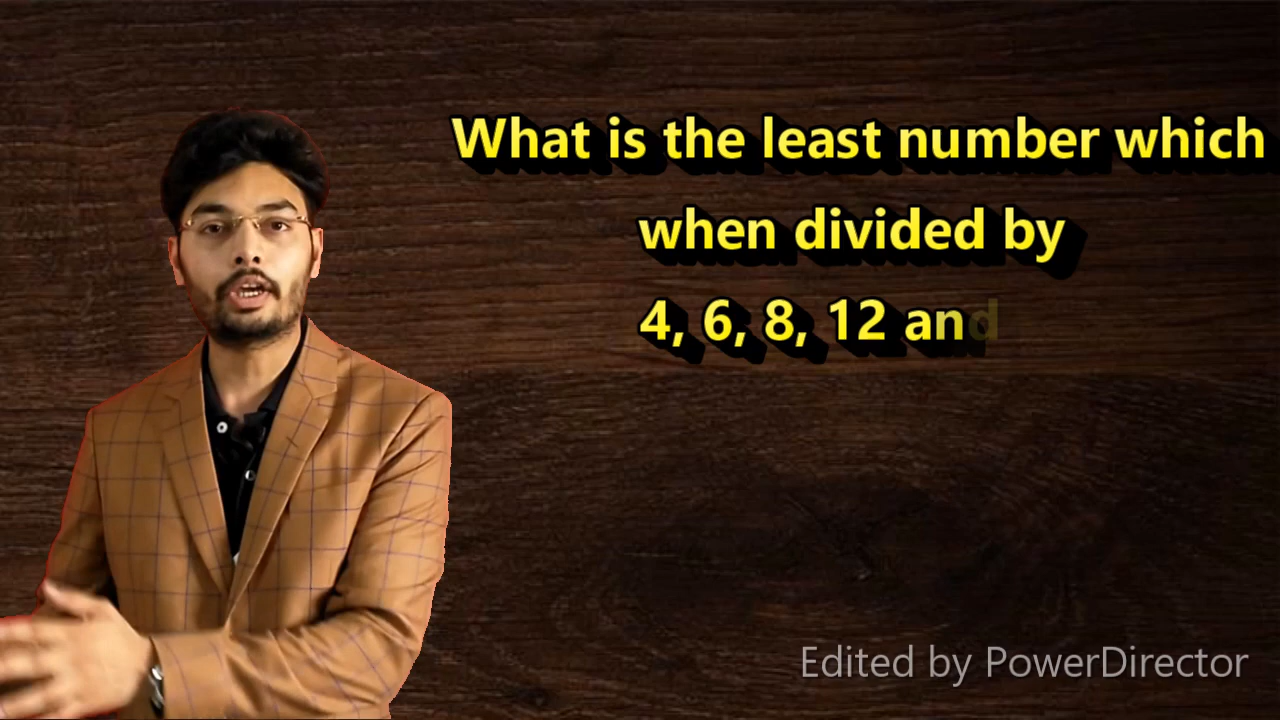 What is the least number which
when divided by
4, 6, 8, 12 and
Edited by PowerDirector